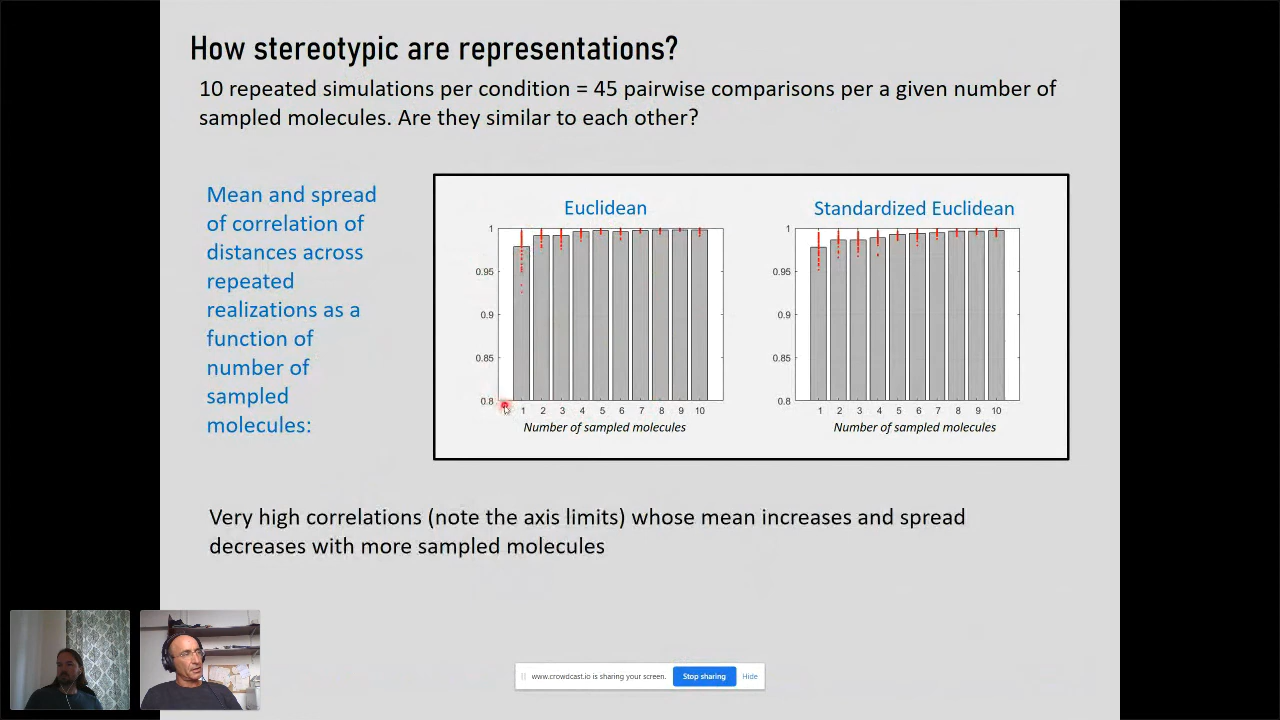 How stereotypic are representations?
10 repeated simulations per condition = 45 pairwise comparisons per a given number of
sampled molecules. Are they similar to each other?
Mean and spread
of correlation of
distances across
repeated
realizations as a
function of
number of
sampled
molecules:
Euclidean
1
0.95
0.9
0.85
0.8
1 2 3 4 5 6 7 8 9 10
Number of sampled molecules
Standardized Euclidean
1
0.95
0.9
0.85
0.8
1 2 3 4 5 6 7 8 9 10
Number of sampled molecules
Very high correlations (note the axis limits) whose mean increases and spread
decreases with more sampled molecules
www.crowdcast.io is sharing your screen. Stop sharing Hide